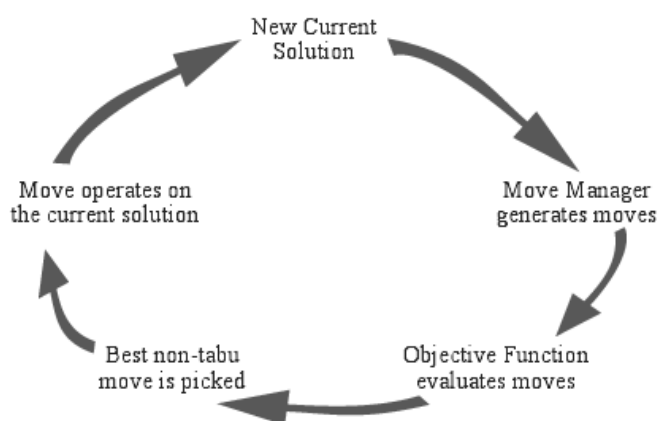 New Current
Solution
Move Manager
generates moves
Objective Function
evaluates moves
Best non-tabu
move is picked
Move operates on
the current solution